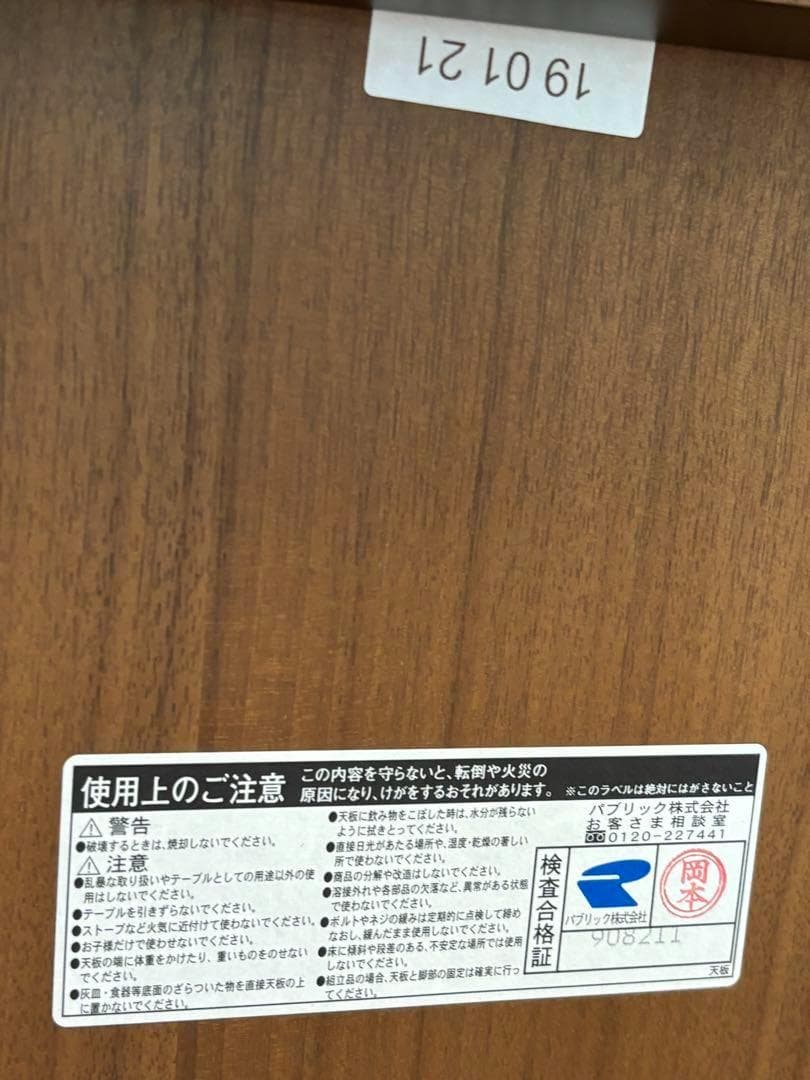 19 01 21
使用上のご注意
この内容を守らないと、転倒や火災の
原因になり、けがをするおそれがあります。
※このラベルは絶対にはがさないこと
警告
●破壊するときは、焼却しないでください。
注意
●乱暴な取り扱いやテーブルとしての用途以外の使
用はしないでください。
●テーブルを引きずらないでください。
●ストーブなど火気に近付けて使わないでください。
●お子様だけで使わせないでください。
●天板の端に体重をかけたり、重いものをのせない
でください。
●灰皿・食器等底面のざらついた物を直接天板の上
に置かないでください。
●天板に飲み物をこぼした時は、水分が残らない
ように拭きとってください。
●直接日光があたる場所や、湿度・乾燥の著しい
所で使わないでください。
●商品の分解や改造はしないでください。
●溶接外れや各部品の欠落など、異常がある状態
で使わないでください。
●ボルトやネジの緩みは定期的に点検して締め
なおし、緩んだまま使用しないでください。
●床に傾斜や段差のある、不安定な場所では使用
しないでください。
●組立品の場合、天板と脚部の固定は確実に行っ
てください。
パブリック株式会社
お客さま相談室
0120-227441
検査合格証
パブリック株式会社
岡本
908211
天板